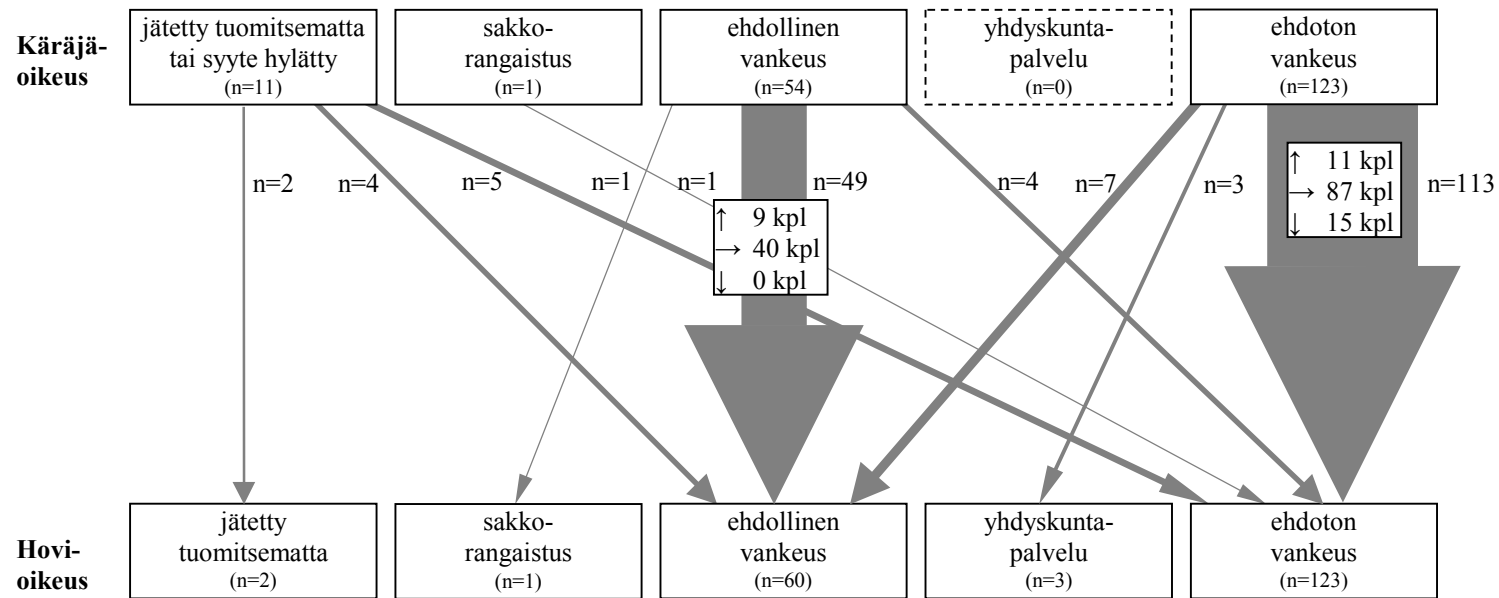 Käräjä-
oikeus
jätetty tuomitsematta
tai syyte hylätty
(n=11)
sakko-
rangaistus
(n=1)
ehdollinen
vankeus
(n=54)
yhdyskunta-
palvelu
(n=0)
ehdoton
vankeus
(n=123)
n=2
n=4
n=5
n=1
n=1
n=49
n=4
n=7
n=3
n=113
↑ 11 kpl
→ 87 kpl
↓ 15 kpl
↑ 9 kpl
→ 40 kpl
↓ 0 kpl
Hovi-
oikeus
jätetty
tuomitsematta
(n=2)
sakko-
rangaistus
(n=1)
ehdollinen
vankeus
(n=60)
yhdyskunta-
palvelu
(n=3)
ehdoton
vankeus
(n=123)